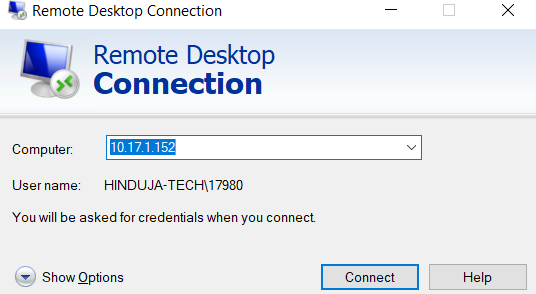 Remote Desktop Connection
Remote Desktop
Connection
Computer: 10.17.1.152
User name: HINDUJA-TECH\17980
You will be asked for credentials when you connect.
Show Options Connect Help